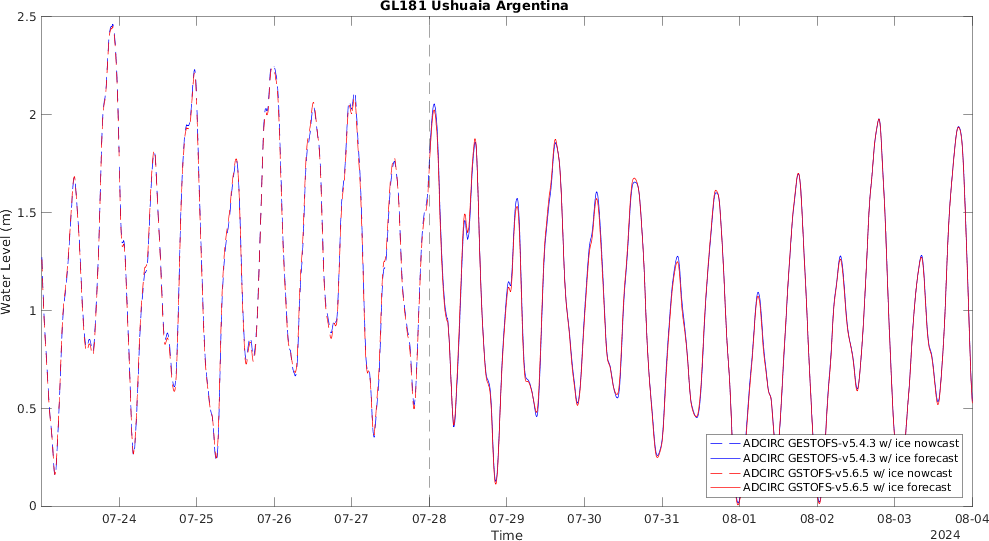 GL181 Ushuaia Argentina
2.5
2
1.5
1
0.5
0
Water Level (m)
ADCIRC GESTOFS-v5.4.3 w/ ice nowcast
ADCIRC GESTOFS-v5.4.3 w/ ice forecast
ADCIRC GSTOFS-v5.6.5 w/ ice nowcast
ADCIRC GSTOFS-v5.6.5 w/ ice forecast
07-24 07-25 07-26 07-27 07-28 07-29 07-30 07-31 08-01 08-02 08-03 08-04
Time 2024